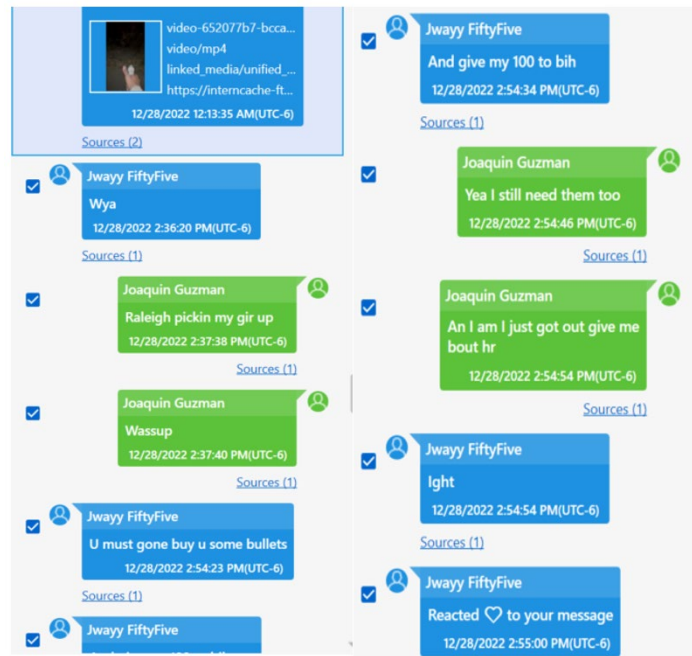 video-652077b7-bcca...
video/mp4
linked_media/unified_...
https://interncache-ft...
12/28/2022 12:13:35 AM(UTC-6)
Sources (2)
Jwayy FiftyFive
Wya
12/28/2022 2:36:20 PM(UTC-6)
Sources (1)
Joaquin Guzman
Raleigh pickin my gir up
12/28/2022 2:37:38 PM(UTC-6)
Sources (1)
Joaquin Guzman
Wassup
12/28/2022 2:37:40 PM(UTC-6)
Sources (1)
Jwayy FiftyFive
U must gone buy u some bullets
12/28/2022 2:54:23 PM(UTC-6)
Sources (1)
Jwayy FiftyFive
Jwayy FiftyFive
And give my 100 to bih
12/28/2022 2:54:34 PM(UTC-6)
Sources (1)
Joaquin Guzman
Yea I still need them too
12/28/2022 2:54:46 PM(UTC-6)
Sources (1)
Joaquin Guzman
An I am I just got out give me
bout hr
12/28/2022 2:54:54 PM(UTC-6)
Sources (1)
Jwayy FiftyFive
Ight
12/28/2022 2:54:54 PM(UTC-6)
Sources (1)
Jwayy FiftyFive
Reacted ♡ to your message
12/28/2022 2:55:00 PM(UTC-6)